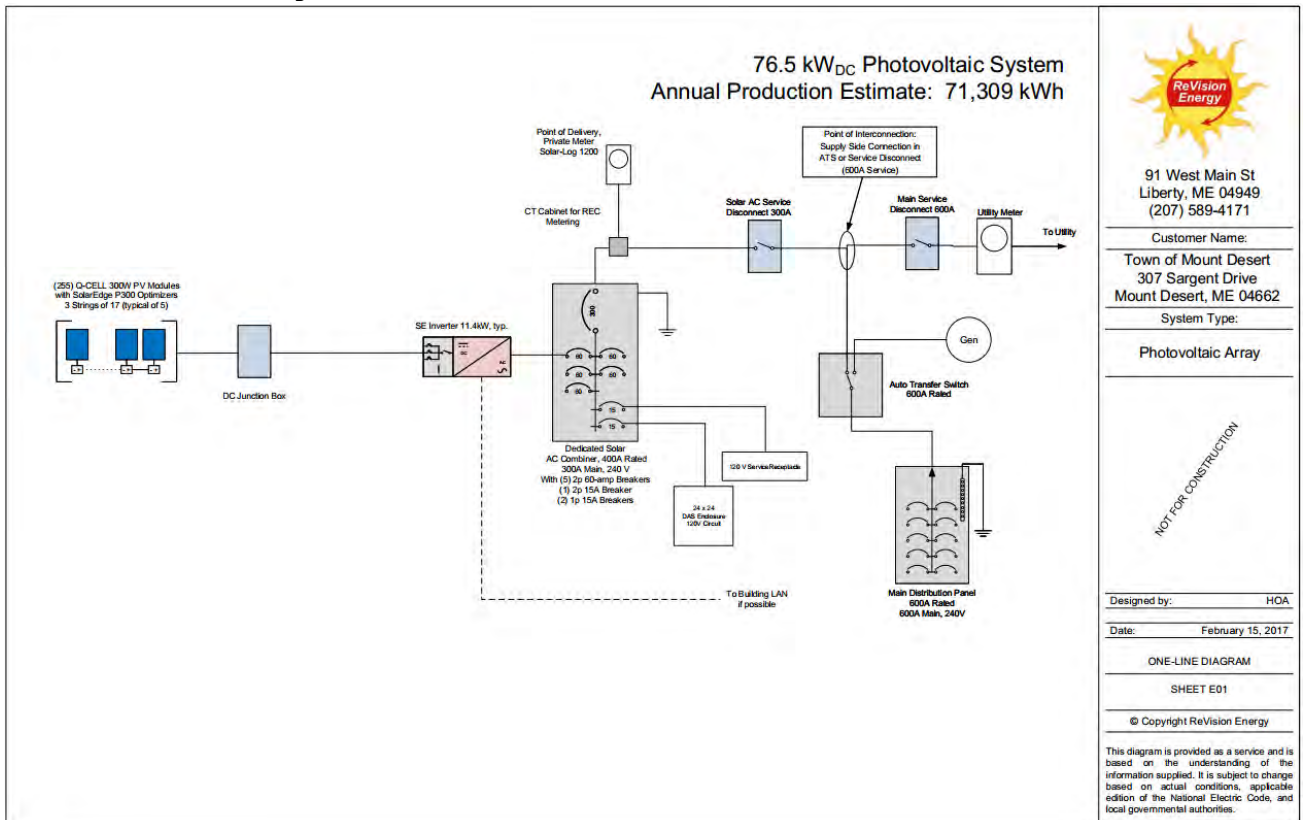 76.5 kWDC Photovoltaic System
Annual Production Estimate: 71,309 kWh
Point of Delivery,
Private Meter
Solar-Log 1200
CT Cabinet for REC
Metering
Point of Interconnection:
Supply Side Connection in
ATS or Service Disconnect
(600A Service)
Solar AC Service
Disconnect 300A
Main Service
Disconnect 600A
Utility Meter
To Utility
(255) Q-CELL 300W PV Modules
with SolarEdge P300 Optimizers
3 Strings of 17 (typical of 5)
DC Junction Box
SE Inverter 11.4kW, typ.
300
60 60
60 60
60
15
15
Dedicated Solar
AC Combiner, 400A Rated
300A Main, 240 V
With (5) 2p 60-amp Breakers
(1) 2p 15A Breaker
(2) 1p 15A Breakers
120 V Service Receptacle
24 x 24
DAS Enclosure
120V Circuit
To Building LAN
if possible
Gen
Auto Transfer Switch
600A Rated
Main Distribution Panel
600A Rated
600A Main, 240V
ReVision
Energy
91 West Main St
Liberty, ME 04949
(207) 589-4171
Customer Name:
Town of Mount Desert
307 Sargent Drive
Mount Desert, ME 04662
System Type:
Photovoltaic Array
NOT FOR CONSTRUCTION
Designed by: HOA
Date: February 15, 2017
ONE-LINE DIAGRAM
SHEET E01
© Copyright ReVision Energy
This diagram is provided as a service and is
based on the understanding of the
information supplied. It is subject to change
based on actual conditions, applicable
edition of the National Electric Code, and
local governmental authorities.